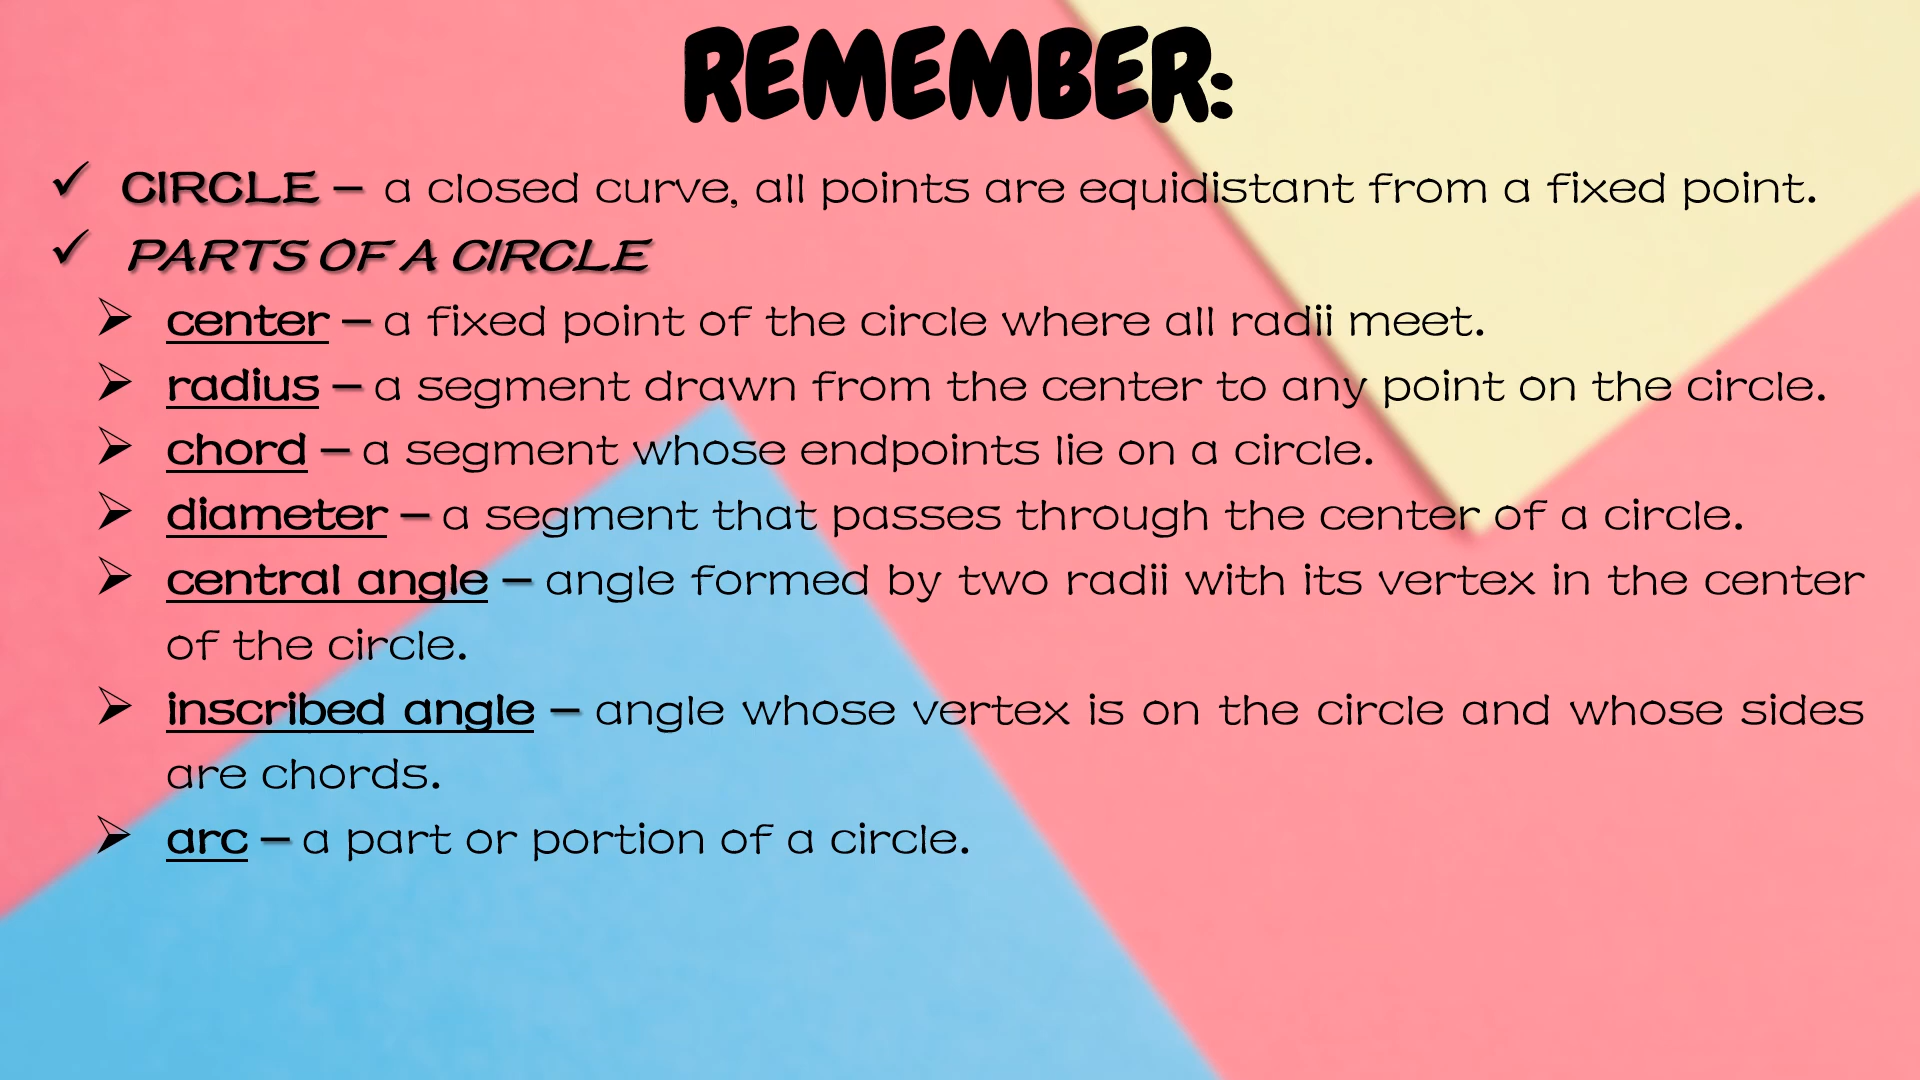 REMEMBER:
✓ CIRCLE – a closed curve, all points are equidistant from a fixed point.
✓ PARTS OF A CIRCLE
➢ center – a fixed point of the circle where all radii meet.
➢ radius – a segment drawn from the center to any point on the circle.
➢ chord – a segment whose endpoints lie on a circle.
➢ diameter – a segment that passes through the center of a circle.
➢ central angle – angle formed by two radii with its vertex in the center
of the circle.
➢ inscribed angle – angle whose vertex is on the circle and whose sides
are chords.
➢ arc – a part or portion of a circle.